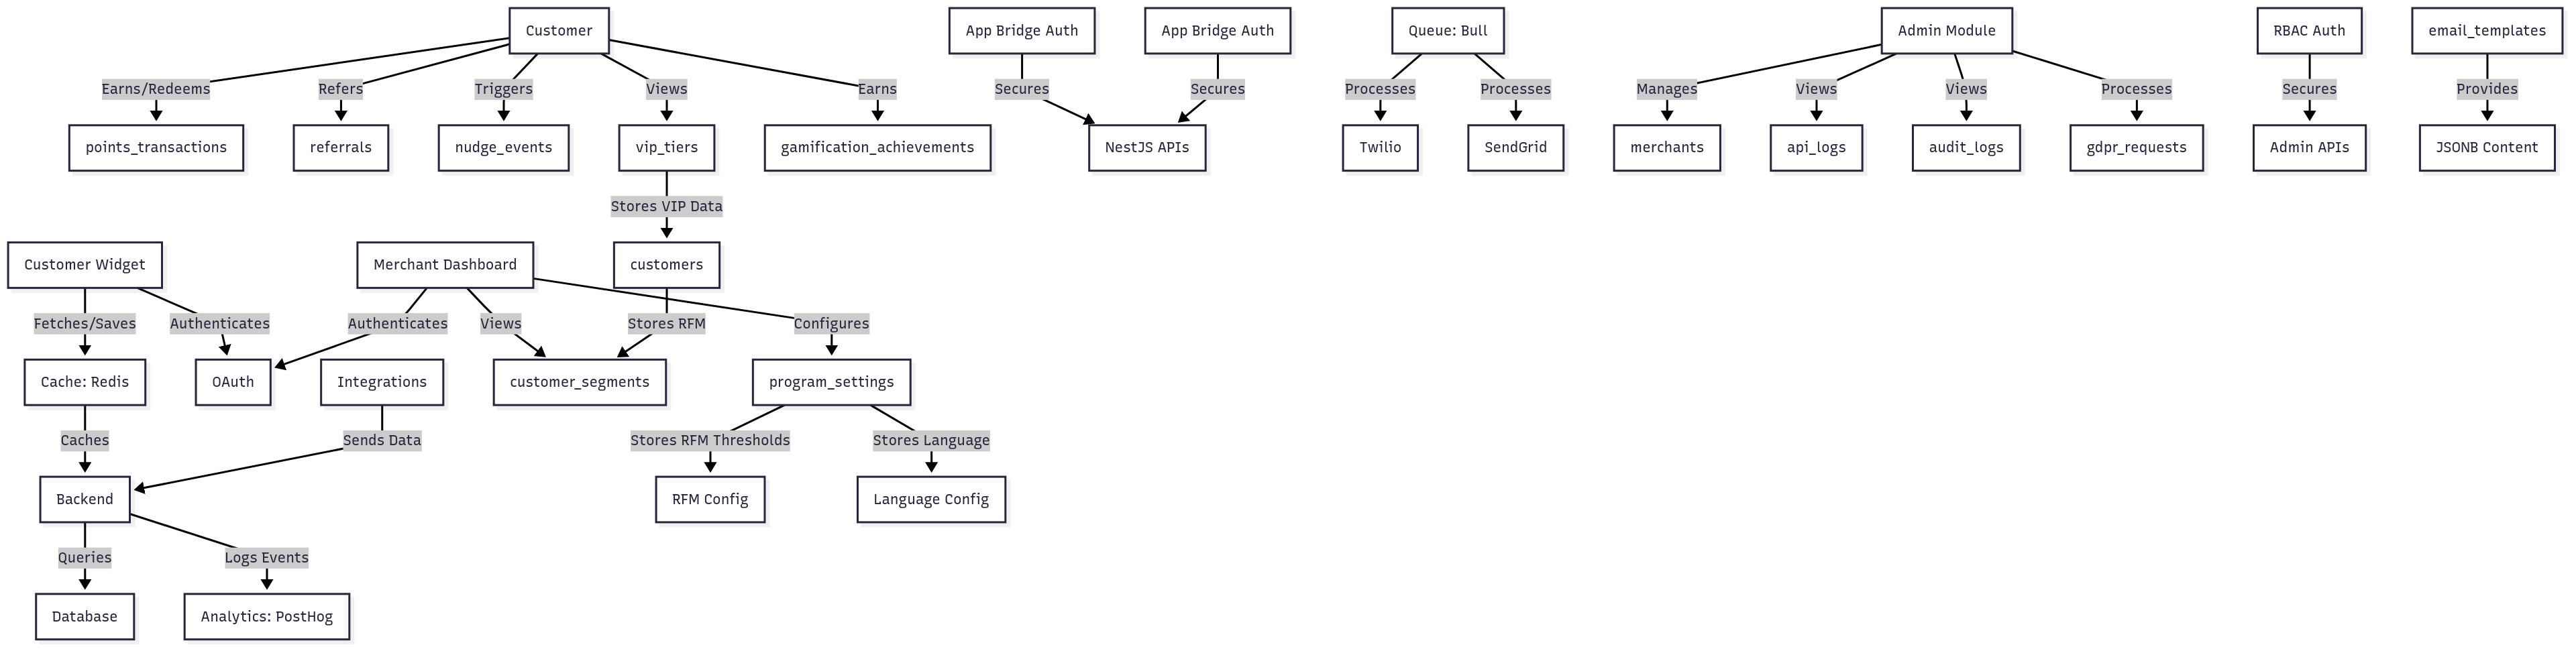 Customer
App Bridge Auth
App Bridge Auth
Queue: Bull
Admin Module
RBAC Auth
email_templates
Earns/Redeems
Refers
Triggers
Views
Earns
Secures
Secures
Processes
Processes
Manages
Views
Views
Processes
Secures
Provides
points_transactions
referrals
nudge_events
vip_tiers
gamification_achievements
NestJS APIs
Twilio
SendGrid
merchants
api_logs
audit_logs
gdpr_requests
Admin APIs
JSONB Content
Stores VIP Data
Customer Widget
Merchant Dashboard
customers
Fetches/Saves
Authenticates
Authenticates
Views
Stores RFM
Configures
Cache: Redis
OAuth
Integrations
customer_segments
program_settings
Caches
Sends Data
Stores RFM Thresholds
Stores Language
Backend
RFM Config
Language Config
Queries
Logs Events
Database
Analytics: PostHog